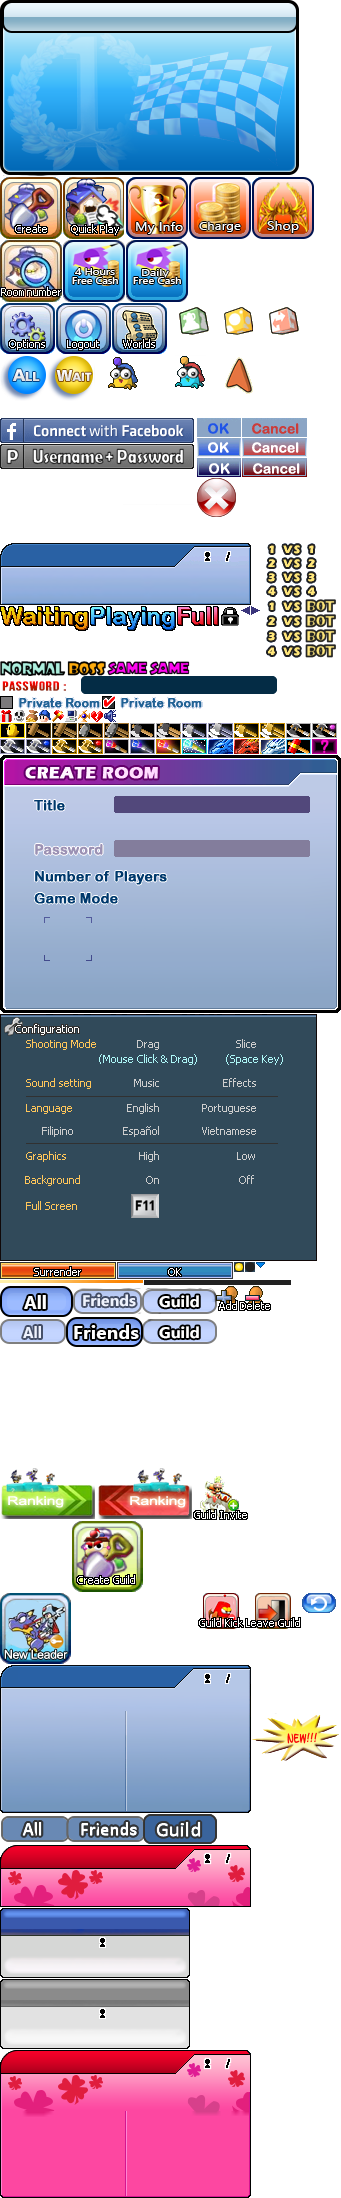 1
Create Quick Play My Info Charge Shop
Room number 4 Hours Free Cash Daily Free Cash
Options Logout Worlds
ALL WAIT
f Connect with Facebook OK Cancel
OK Cancel
P Username + Password OK Cancel
/
1 VS 1
2 VS 2
3 VS 3
4 VS 4
1 VS BOT
2 VS BOT
3 VS BOT
4 VS BOT
Waiting Playing Full
NORMAL BOSS SAME SAME
PASSWORD :
Private Room Private Room
?
CREATE ROOM
Title
Password
Number of Players
Game Mode
Configuration
Shooting Mode Drag Slice
(Mouse Click & Drag) (Space Key)
Sound setting Music Effects
Language English Portuguese
Filipino Español Vietnamese
Graphics High Low
Background On Off
Full Screen F11
Surrender OK
All Friends Guild Add Delete
All Friends Guild
Ranking Ranking Guild Invite
Create Guild
New Leader Guild Kick Leave Guild
/
NEW!!!
All Friends Guild
/
/